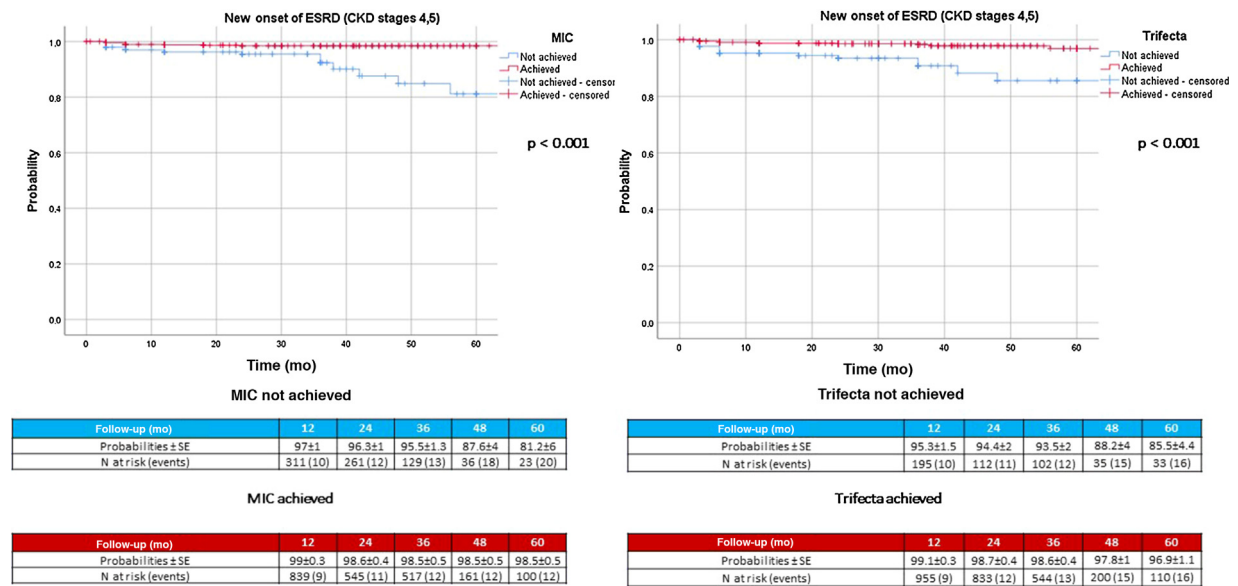 New onset of ESRD (CKD stages 4,5)
MIC
Not achieved
Achieved
Not achieved - censored
Achieved - censored
p < 0.001
Probability
1.0
0.8
0.6
0.4
0.2
0.0
0 10 20 30 40 50 60
Time (mo)
MIC not achieved
Follow-up (mo) 12 24 36 48 60
Probabilities ± SE 97±1 96.3±1 95.5±1.3 87.6±4 81.2±6
N at risk (events) 311 (10) 261 (12) 129 (13) 36 (18) 23 (20)
MIC achieved
Follow-up (mo) 12 24 36 48 60
Probabilities ± SE 99±0.3 98.6±0.4 98.5±0.5 98.5±0.5 98.5±0.5
N at risk (events) 839 (9) 545 (11) 517 (12) 161 (12) 100 (12)
New onset of ESRD (CKD stages 4,5)
Trifecta
Not achieved
Achieved
Not achieved - censored
Achieved - censored
p < 0.001
Probability
1.0
0.8
0.6
0.4
0.2
0.0
0 10 20 30 40 50 60
Time (mo)
Trifecta not achieved
Follow-up (mo) 12 24 36 48 60
Probabilities ± SE 95.3±1.5 94.4±2 93.5±2 88.2±4 85.5±4.4
N at risk (events) 195 (10) 112 (11) 102 (12) 35 (15) 33 (16)
Trifecta achieved
Follow-up (mo) 12 24 36 48 60
Probabilities ± SE 99.1±0.3 98.7±0.4 98.6±0.4 97.8±1 96.9±1.1
N at risk (events) 955 (9) 833 (12) 544 (13) 200 (15) 110 (16)